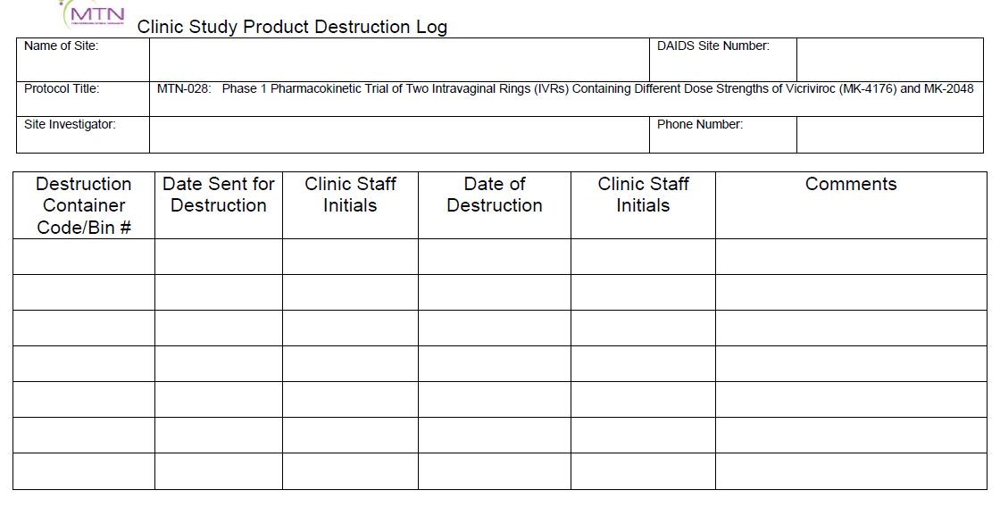 MTN
Clinic Study Product Destruction Log
Name of Site:
DAIDS Site Number:
Protocol Title:
MTN-028: Phase 1 Pharmacokinetic Trial of Two Intravaginal Rings (IVRs) Containing Different Dose Strengths of Vicriviroc (MK-4176) and MK-2048
Site Investigator:
Phone Number:
Destruction
Container
Code/Bin #
Date Sent for
Destruction
Clinic Staff
Initials
Date of
Destruction
Clinic Staff
Initials
Comments